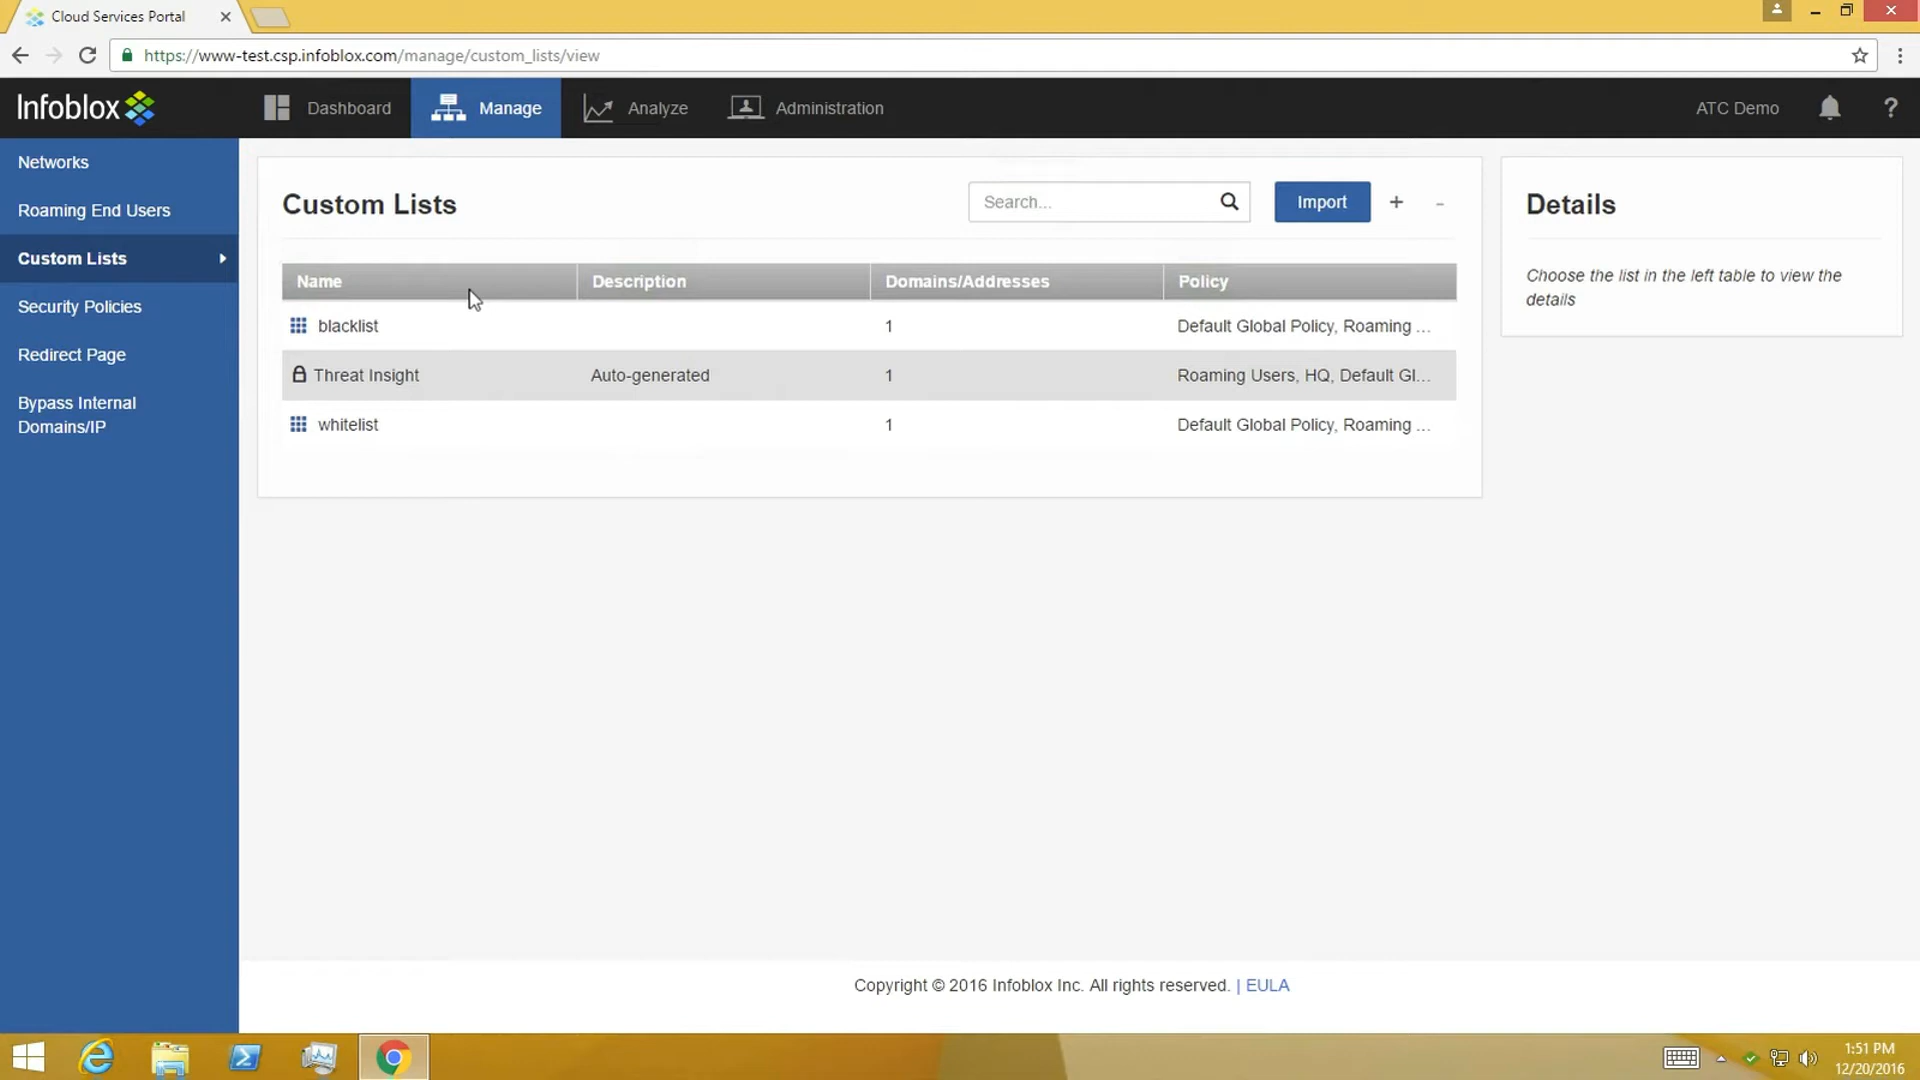 Cloud Services Portal
https://www-test.csp.infoblox.com/manage/custom_lists/view
Infoblox
Dashboard
Manage
Analyze
Administration
ATC Demo
?
Networks
Roaming End Users
Custom Lists
Security Policies
Redirect Page
Bypass Internal
Domains/IP
Custom Lists
Search...
Import
+
-
Name Description Domains/Addresses Policy
blacklist 1 Default Global Policy, Roaming ...
Threat Insight Auto-generated 1 Roaming Users, HQ, Default Gl...
whitelist 1 Default Global Policy, Roaming ...
Details
Choose the list in the left table to view the
details
Copyright © 2016 Infoblox Inc. All rights reserved. | EULA
1:51 PM
12/20/2016